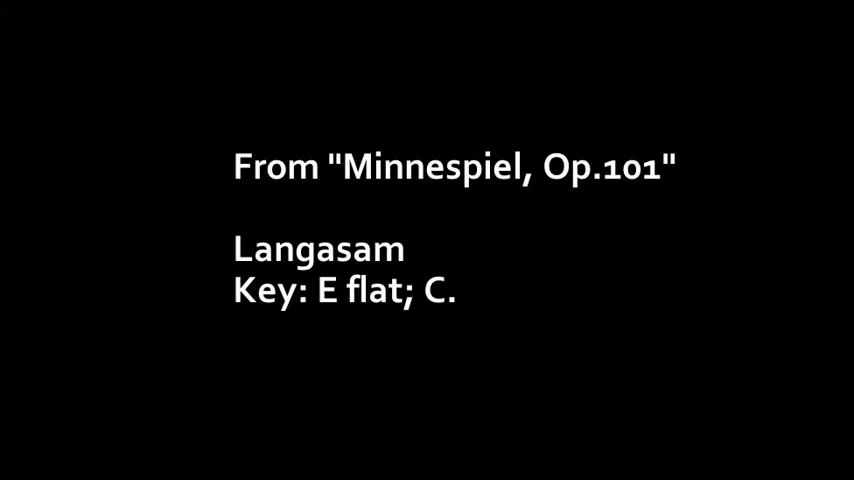 From "Minnespiel, Op.101"
Langasam
Key: E flat; C.